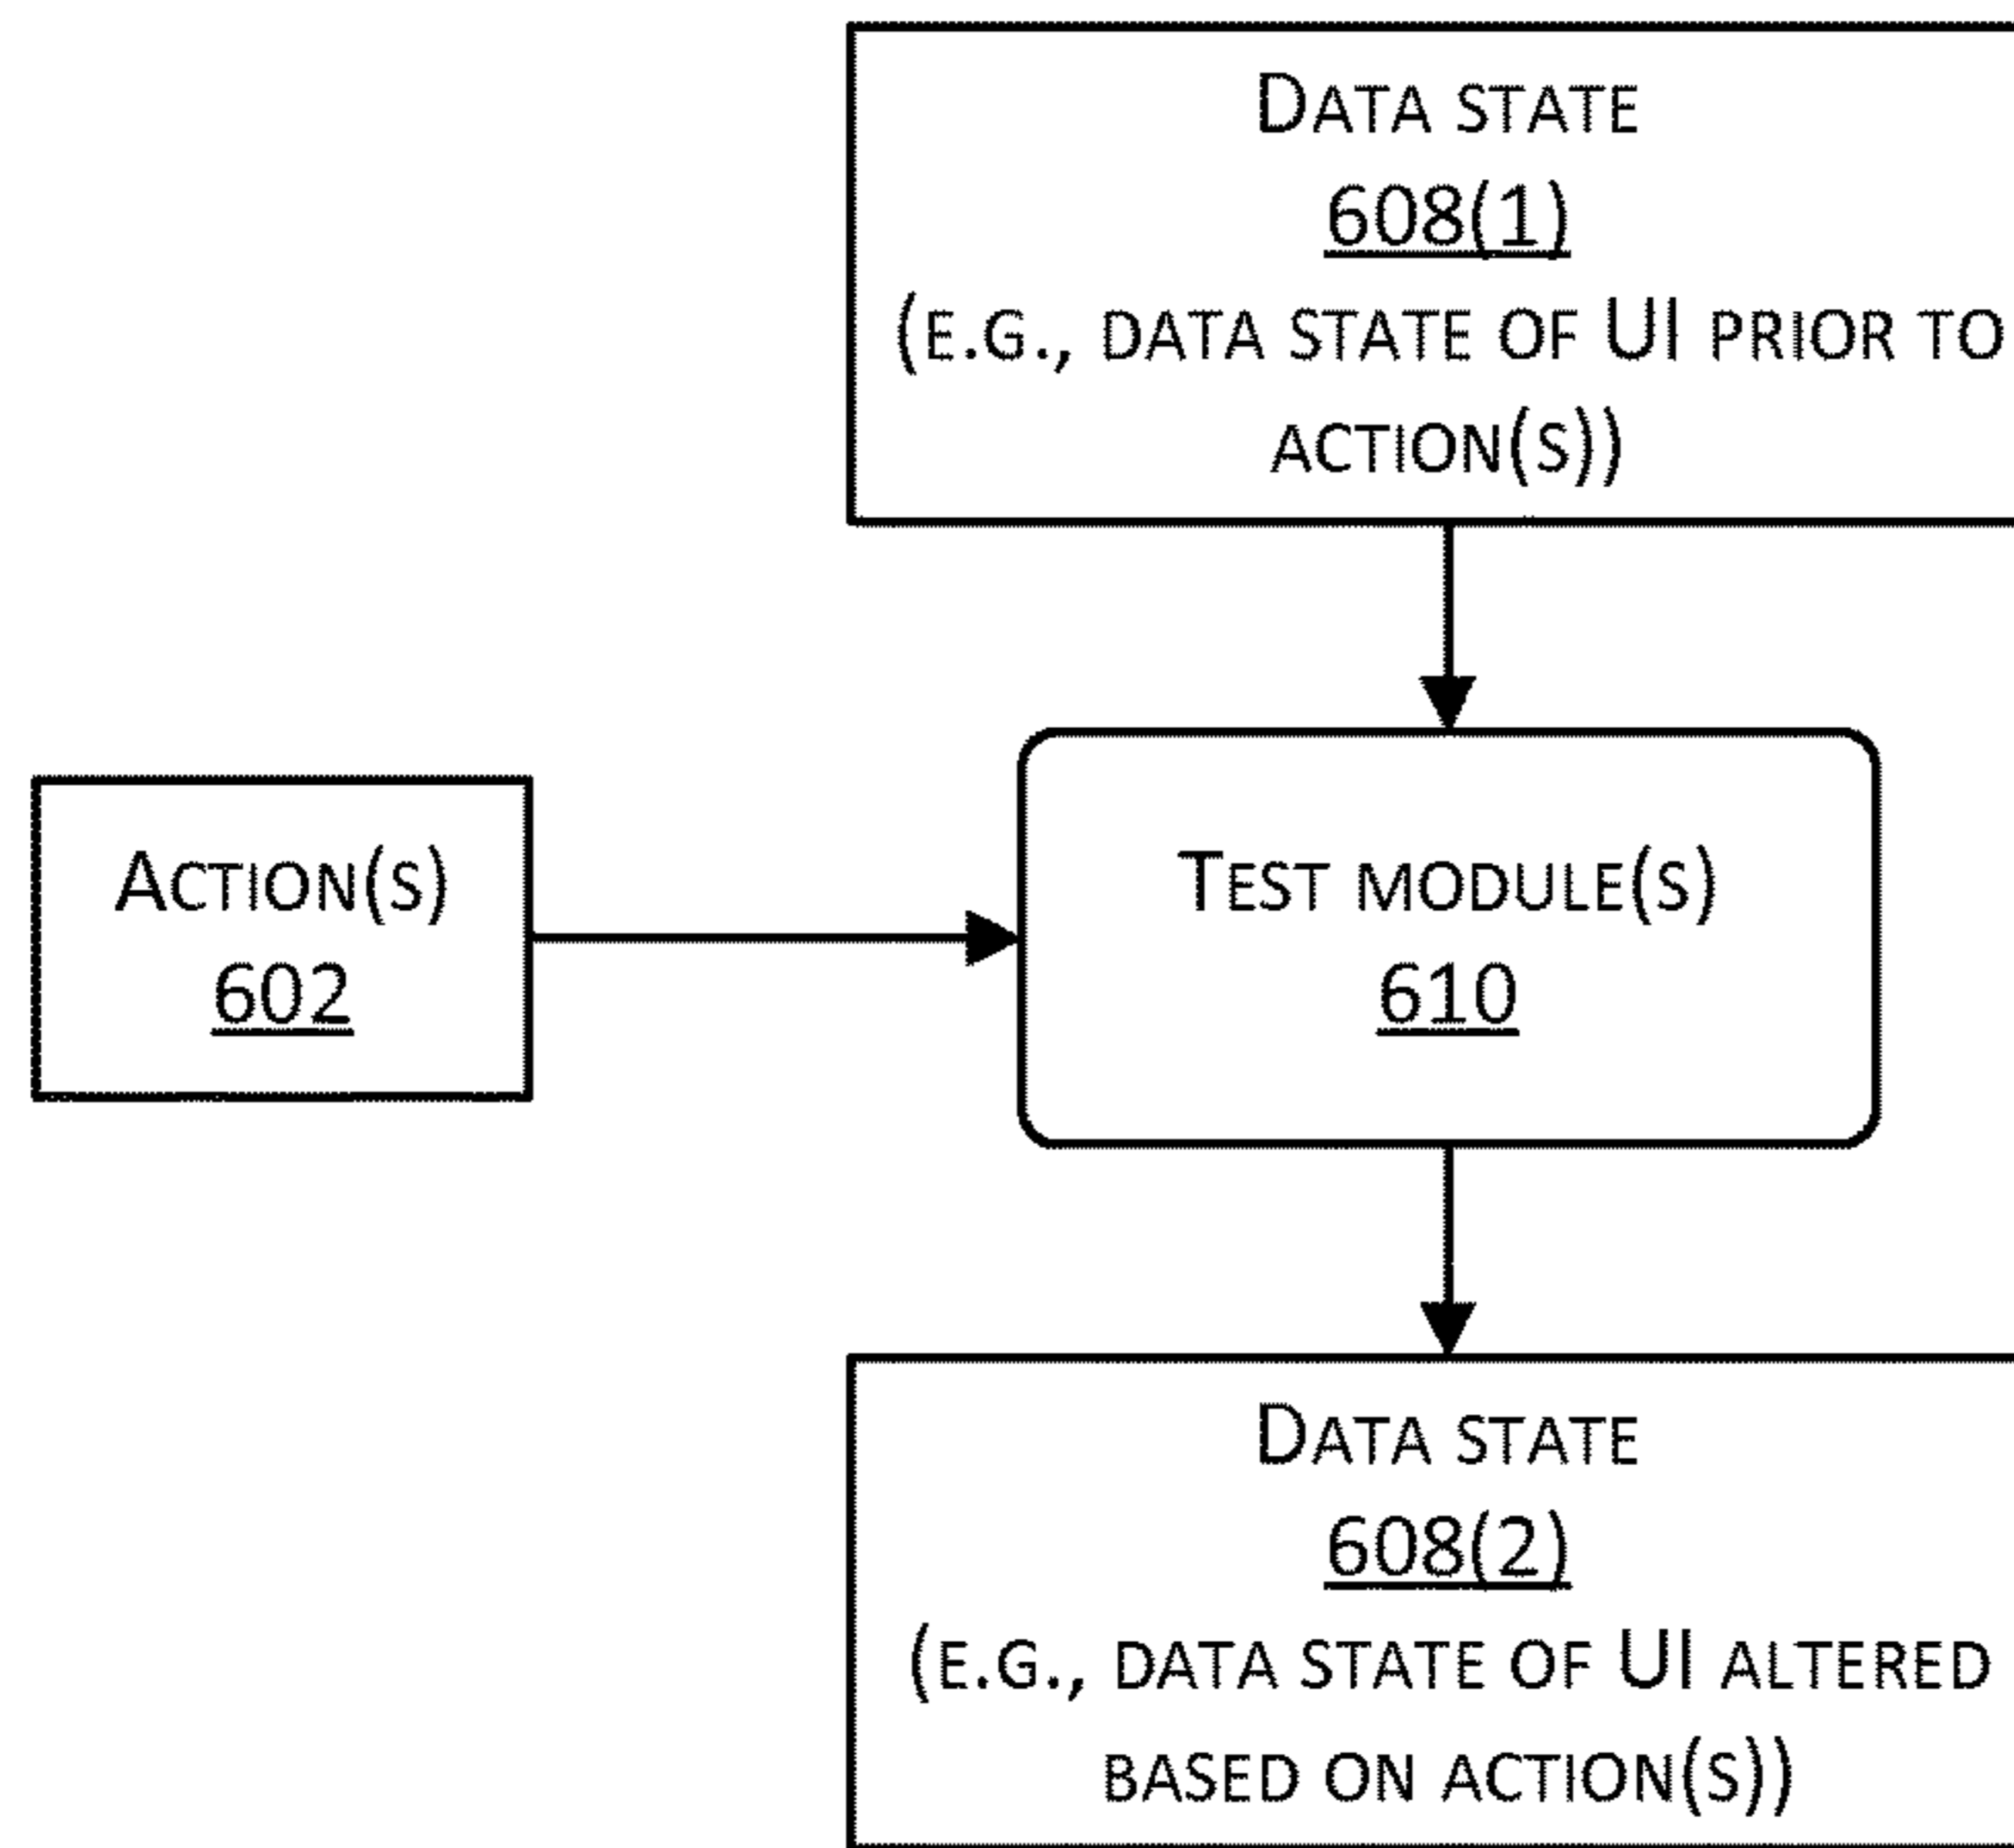 DATA STATE
608(1)
(E.G., DATA STATE OF UI PRIOR TO
ACTION(S))
ACTION(S)
602
TEST MODULE(S)
610
DATA STATE
608(2)
(E.G., DATA STATE OF UI ALTERED
BASED ON ACTION(S))